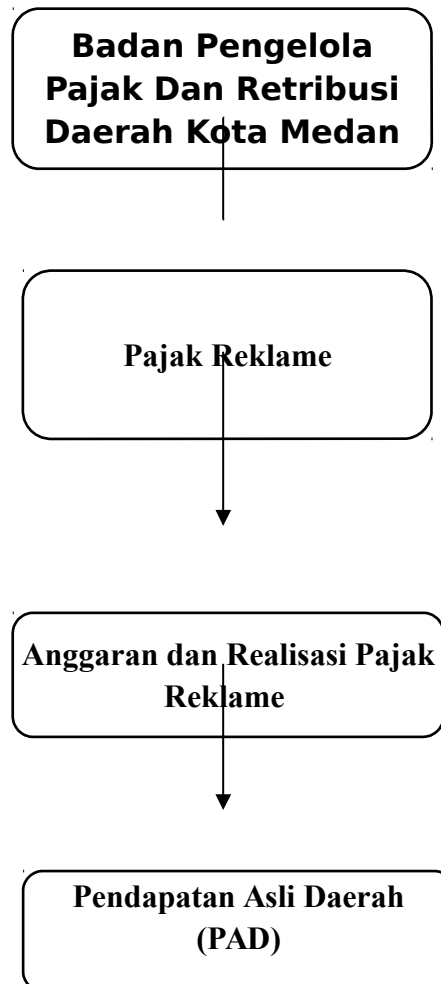 Badan Pengelola
Pajak Dan Retribusi
Daerah Kota Medan
Pajak Reklame
Anggaran dan Realisasi Pajak
Reklame
Pendapatan Asli Daerah
(PAD)